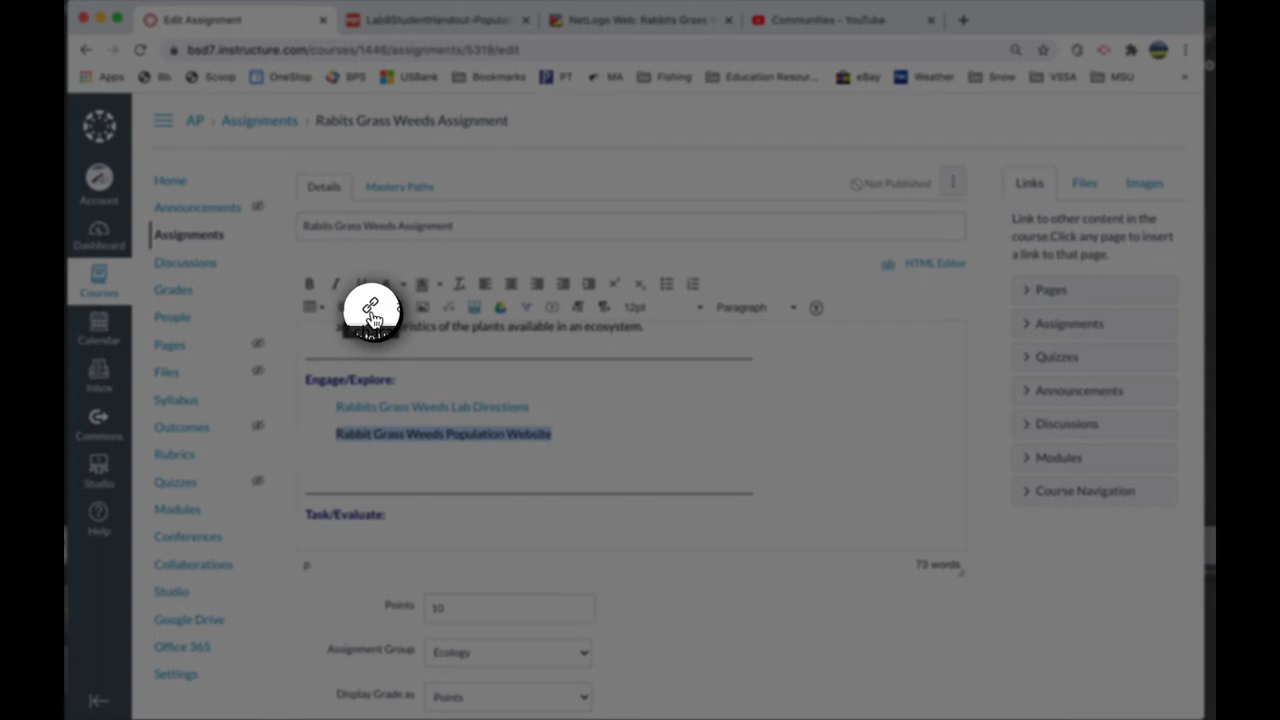 Edit Assignment
Lab9StudentHandout-Populati
NetLogo Web: Rabbits Grass
Communities - YouTube
bsd7.instructure.com/courses/1446/assignments/5319/edit
Apps
Bb
Scoop
OneStop
BPS
USBank
Bookmarks
PT
MA
Fishing
Education Resour...
eBay
Weather
Snow
VSSA
MSU
AP > Assignments > Rabits Grass Weeds Assignment
Account
Dashboard
Courses
Calendar
Inbox
Commons
Studio
Help
Home
Announcements
Assignments
Discussions
Grades
People
Pages
Files
Syllabus
Outcomes
Rubrics
Quizzes
Modules
Conferences
Collaborations
Studio
Google Drive
Office 365
Settings
Details
Mastery Paths
Not Published
Rabits Grass Weeds Assignment
HTML Editor
12pt
Paragraph
of the plants available in an ecosystem.
Engage/Explore:
Rabbits Grass Weeds Lab Directions
Rabbit Grass Weeds Population Website
Task/Evaluate:
p
73 words
Points
10
Assignment Group
Ecology
Display Grade as
Points
Links
Files
Images
Link to other content in the
course.Click any page to insert
a link to that page.
Pages
Assignments
Quizzes
Announcements
Discussions
Modules
Course Navigation